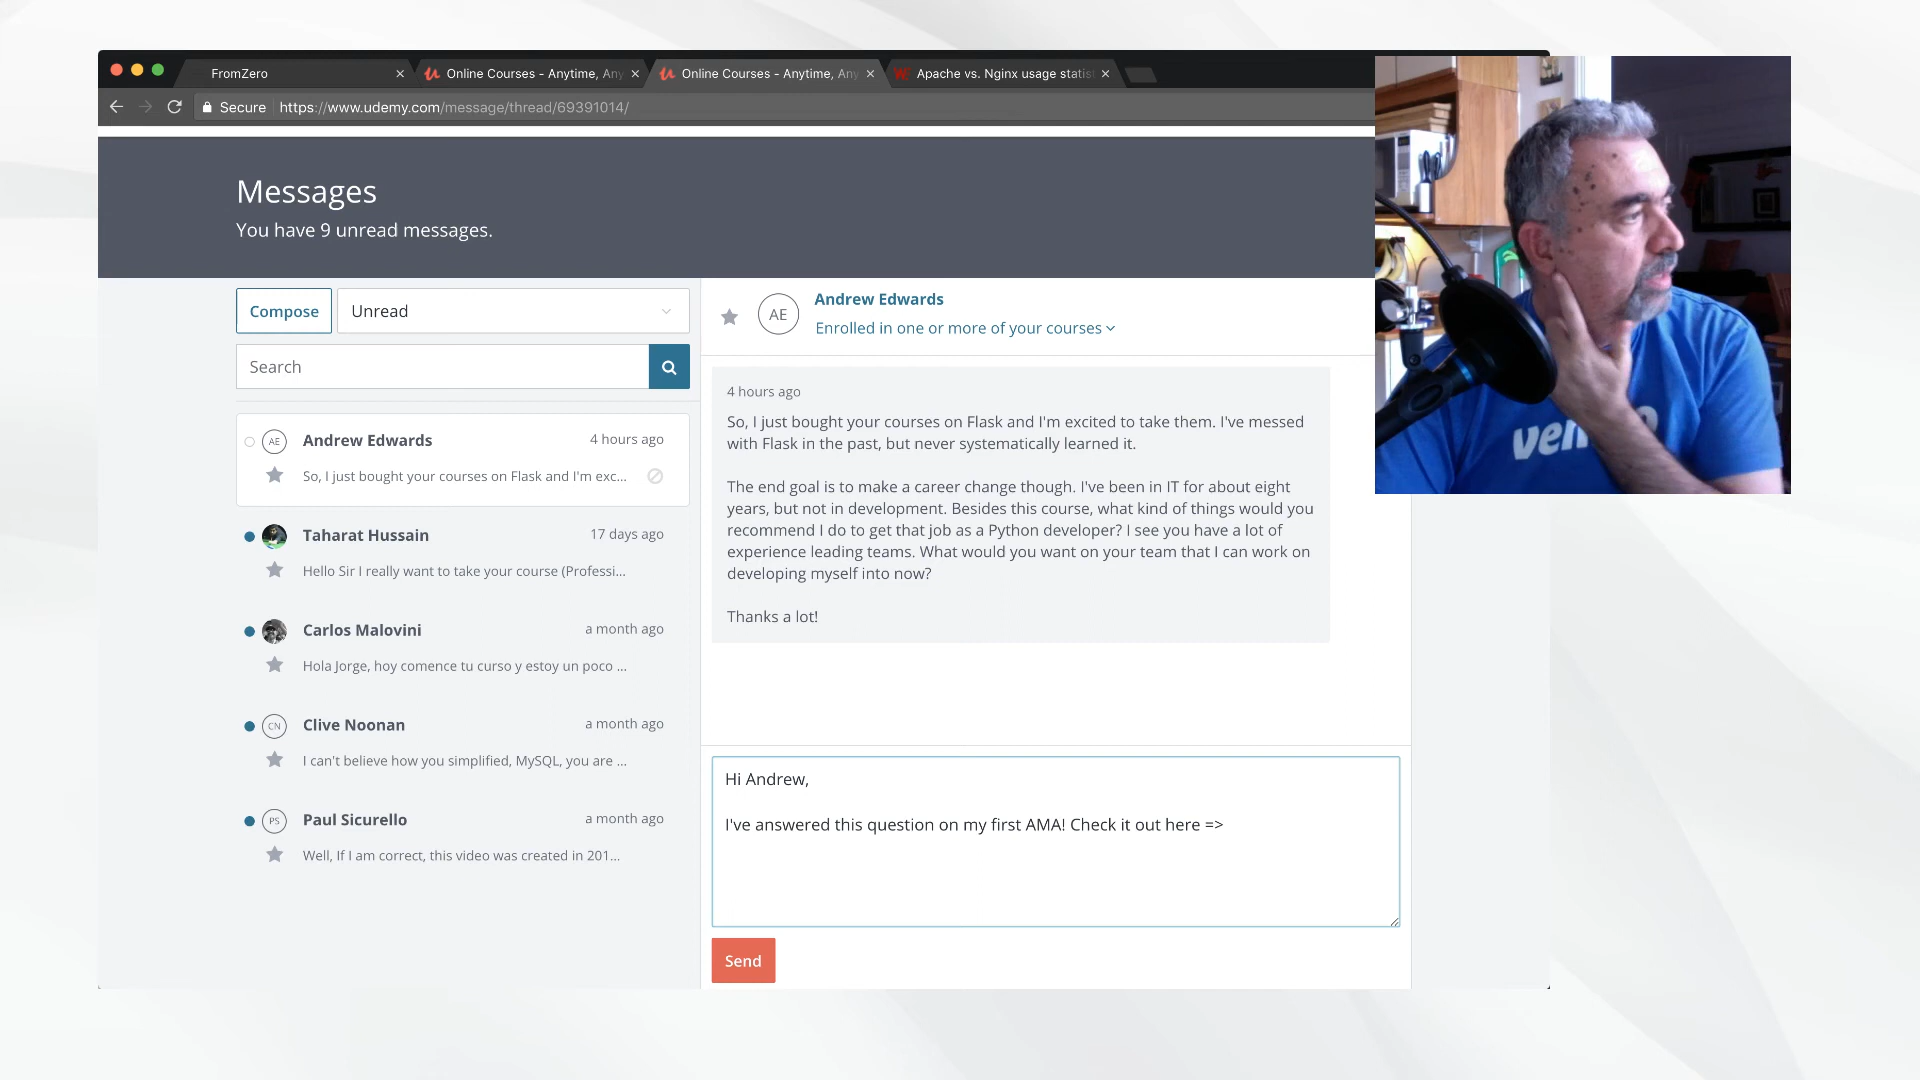 FromZero
Online Courses - Anytime, Any
Online Courses - Anytime, Any
Apache vs. Nginx usage statis
Secure https://www.udemy.com/message/thread/69391014/
Messages
You have 9 unread messages.
Compose
Unread
Search
AE
Andrew Edwards
4 hours ago
So, I just bought your courses on Flask and I'm exc...
Taharat Hussain
17 days ago
Hello Sir I really want to take your course (Professi...
Carlos Malovini
a month ago
Hola Jorge, hoy comence tu curso y estoy un poco ...
CN
Clive Noonan
a month ago
I can't believe how you simplified, MySQL, you are ...
PS
Paul Sicurello
a month ago
Well, If I am correct, this video was created in 201...
AE
Andrew Edwards
Enrolled in one or more of your courses
4 hours ago
So, I just bought your courses on Flask and I'm excited to take them. I've messed
with Flask in the past, but never systematically learned it.
The end goal is to make a career change though. I've been in IT for about eight
years, but not in development. Besides this course, what kind of things would you
recommend I do to get that job as a Python developer? I see you have a lot of
experience leading teams. What would you want on your team that I can work on
developing myself into now?
Thanks a lot!
Hi Andrew,
I've answered this question on my first AMA! Check it out here =>
Send